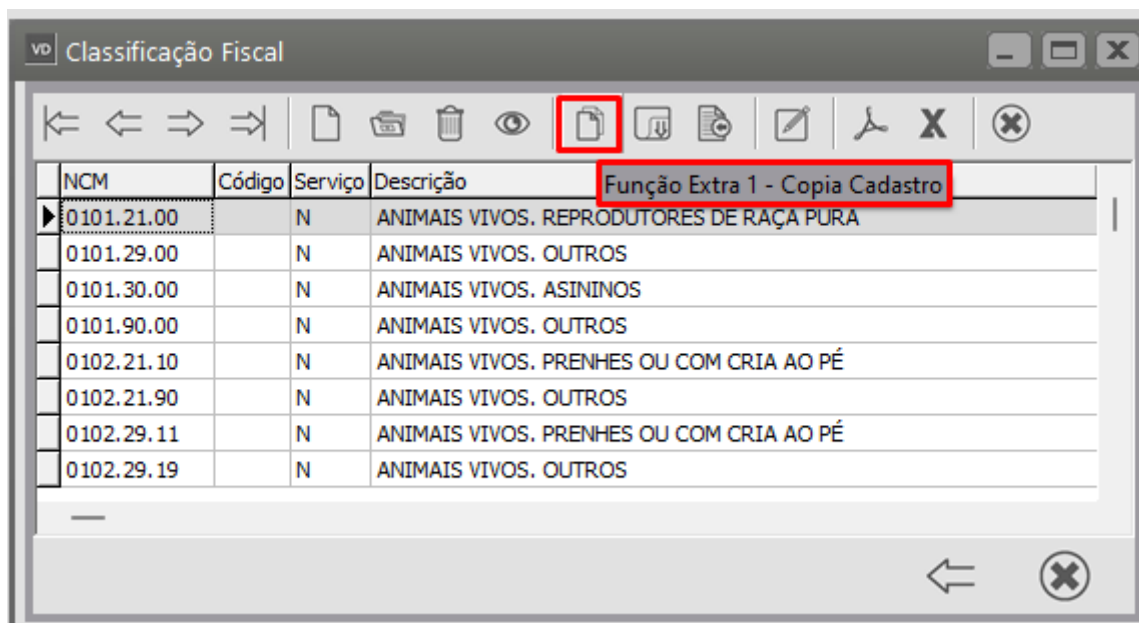 VD Classificação Fiscal
X
Função Extra 1 - Copia Cadastro
NCM Código Serviço Descrição
0101.21.00 N ANIMAIS VIVOS. REPRODUTORES DE RAÇA PURA
0101.29.00 N ANIMAIS VIVOS. OUTROS
0101.30.00 N ANIMAIS VIVOS. ASININOS
0101.90.00 N ANIMAIS VIVOS. OUTROS
0102.21.10 N ANIMAIS VIVOS. PRENHES OU COM CRIA AO PÉ
0102.21.90 N ANIMAIS VIVOS. OUTROS
0102.29.11 N ANIMAIS VIVOS. PRENHES OU COM CRIA AO PÉ
0102.29.19 N ANIMAIS VIVOS. OUTROS